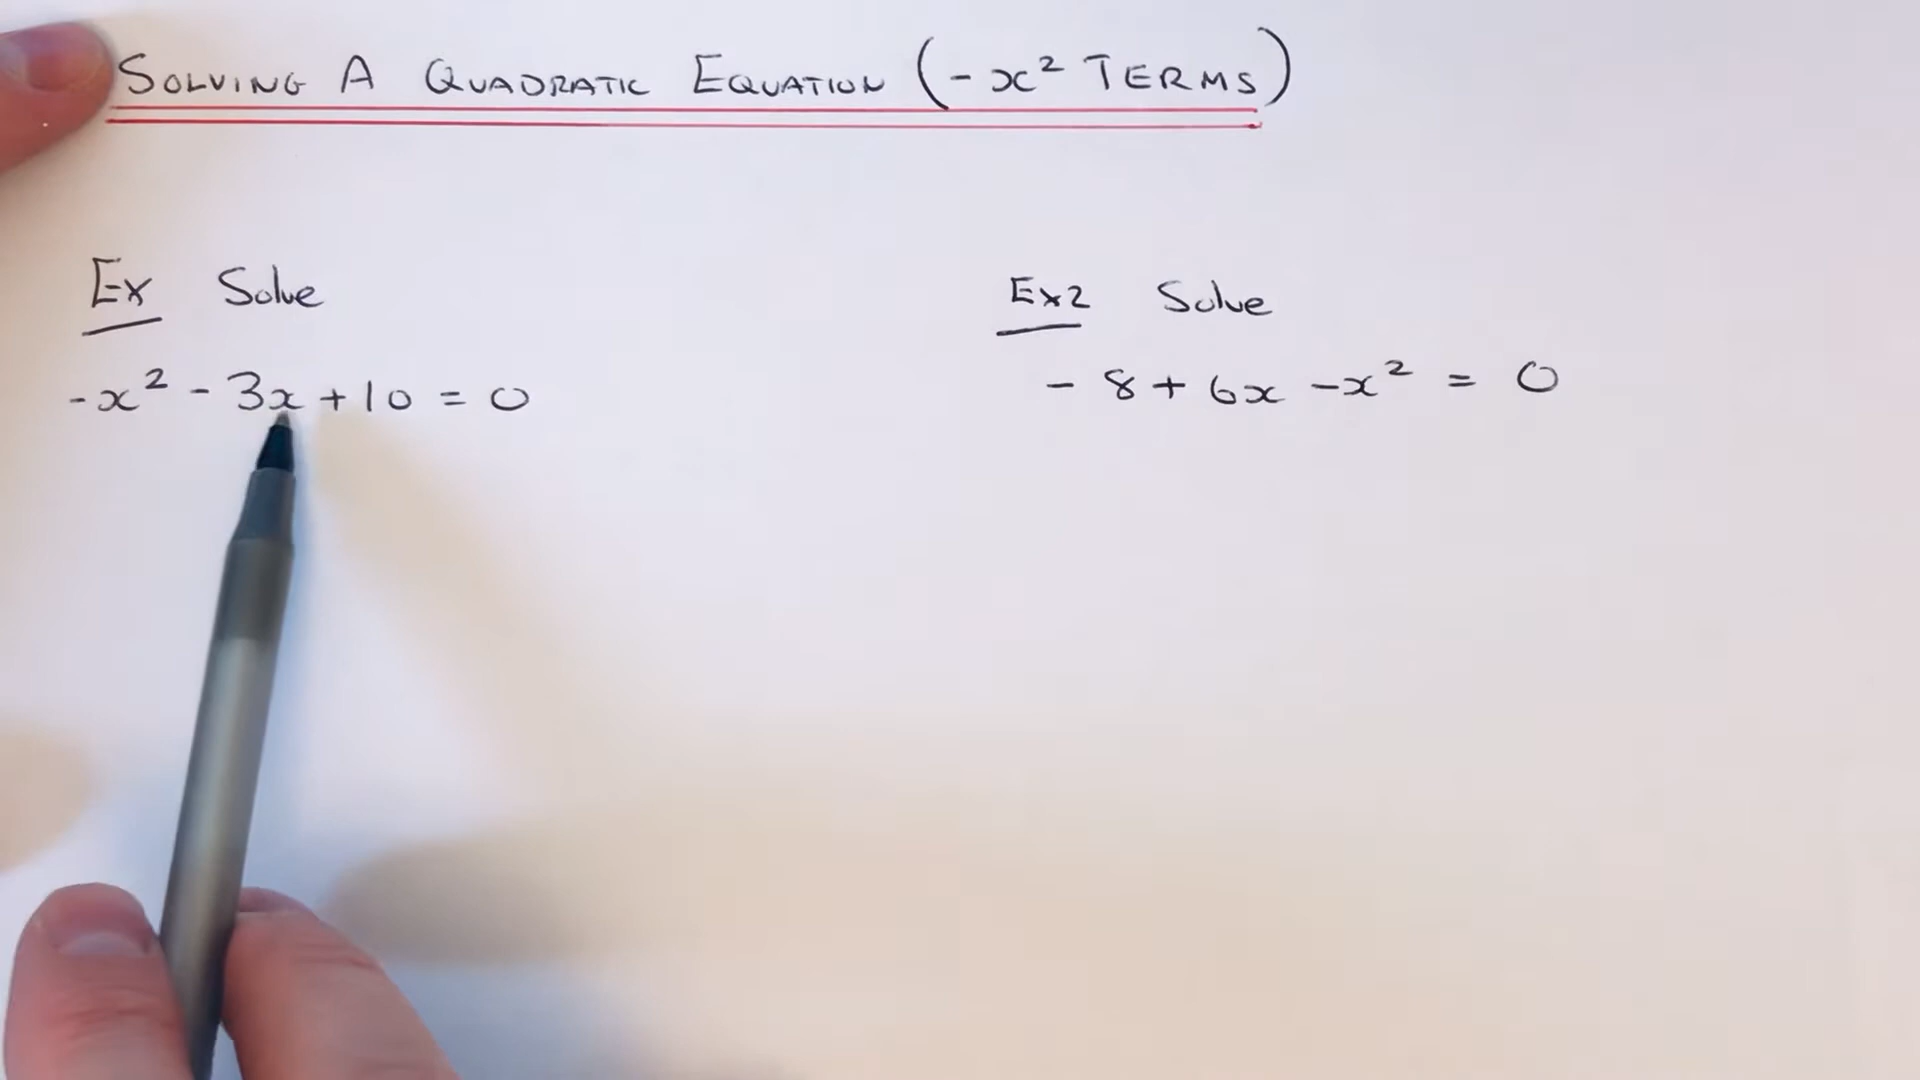 SOLVING A QUADRATIC EQUATION (-x² TERMS)
Ex Solve
-x² - 3x + 10 = 0
Ex2 Solve
- 8 + 6x - x² = 0